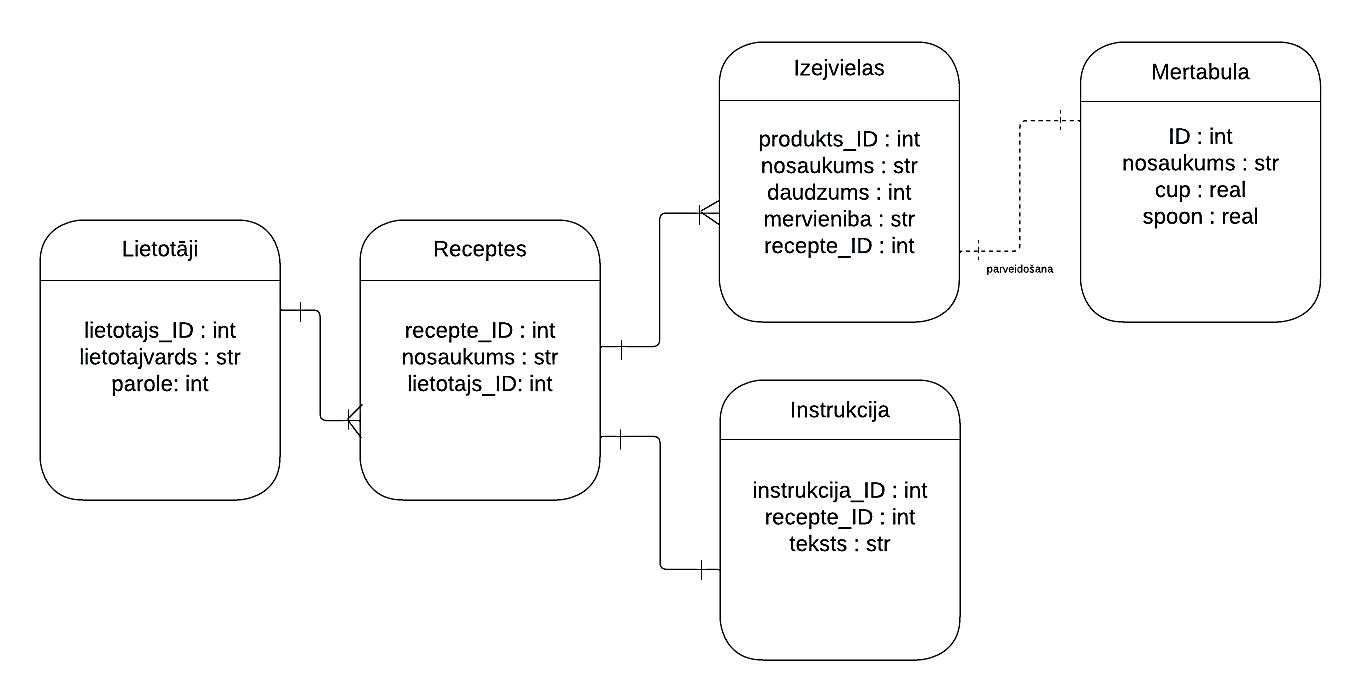 Lietotāji
lietotajs_ID : int
lietotajvards : str
parole: int
Receptes
recepte_ID : int
nosaukums : str
lietotajs_ID: int
Izejvielas
produkts_ID : int
nosaukums : str
daudzums : int
mervieniba : str
recepte_ID : int
parveidošana
Mertabula
ID : int
nosaukums : str
cup : real
spoon : real
Instrukcija
instrukcija_ID : int
recepte_ID : int
teksts : str